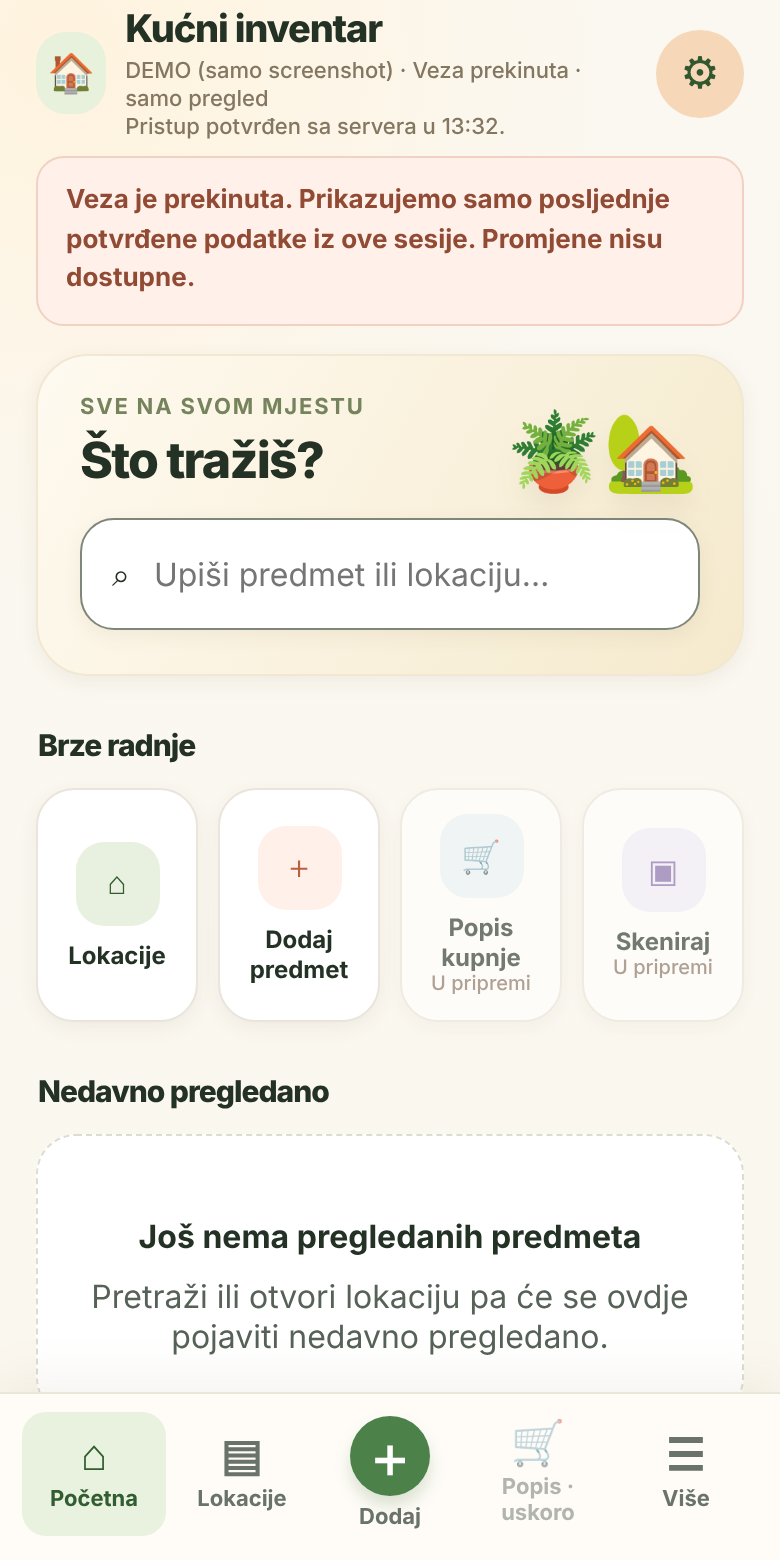 Kućni inventar
DEMO (samo screenshot) · Veza prekinuta ·
samo pregled
Pristup potvrđen sa servera u 13:32.
Veza je prekinuta. Prikazujemo samo posljednje
potvrđene podatke iz ove sesije. Promjene nisu
dostupne.
SVE NA SVOM MJESTU
Što tražiš?
Upiši predmet ili lokaciju...
Brze radnje
Lokacije
Dodaj
predmet
Popis
kupnje
U pripremi
Skeniraj
U pripremi
Nedavno pregledano
Još nema pregledanih predmeta
Pretraži ili otvori lokaciju pa će se ovdje
pojaviti nedavno pregledano.
Početna
Lokacije
Dodaj
Popis ·
uskoro
Više